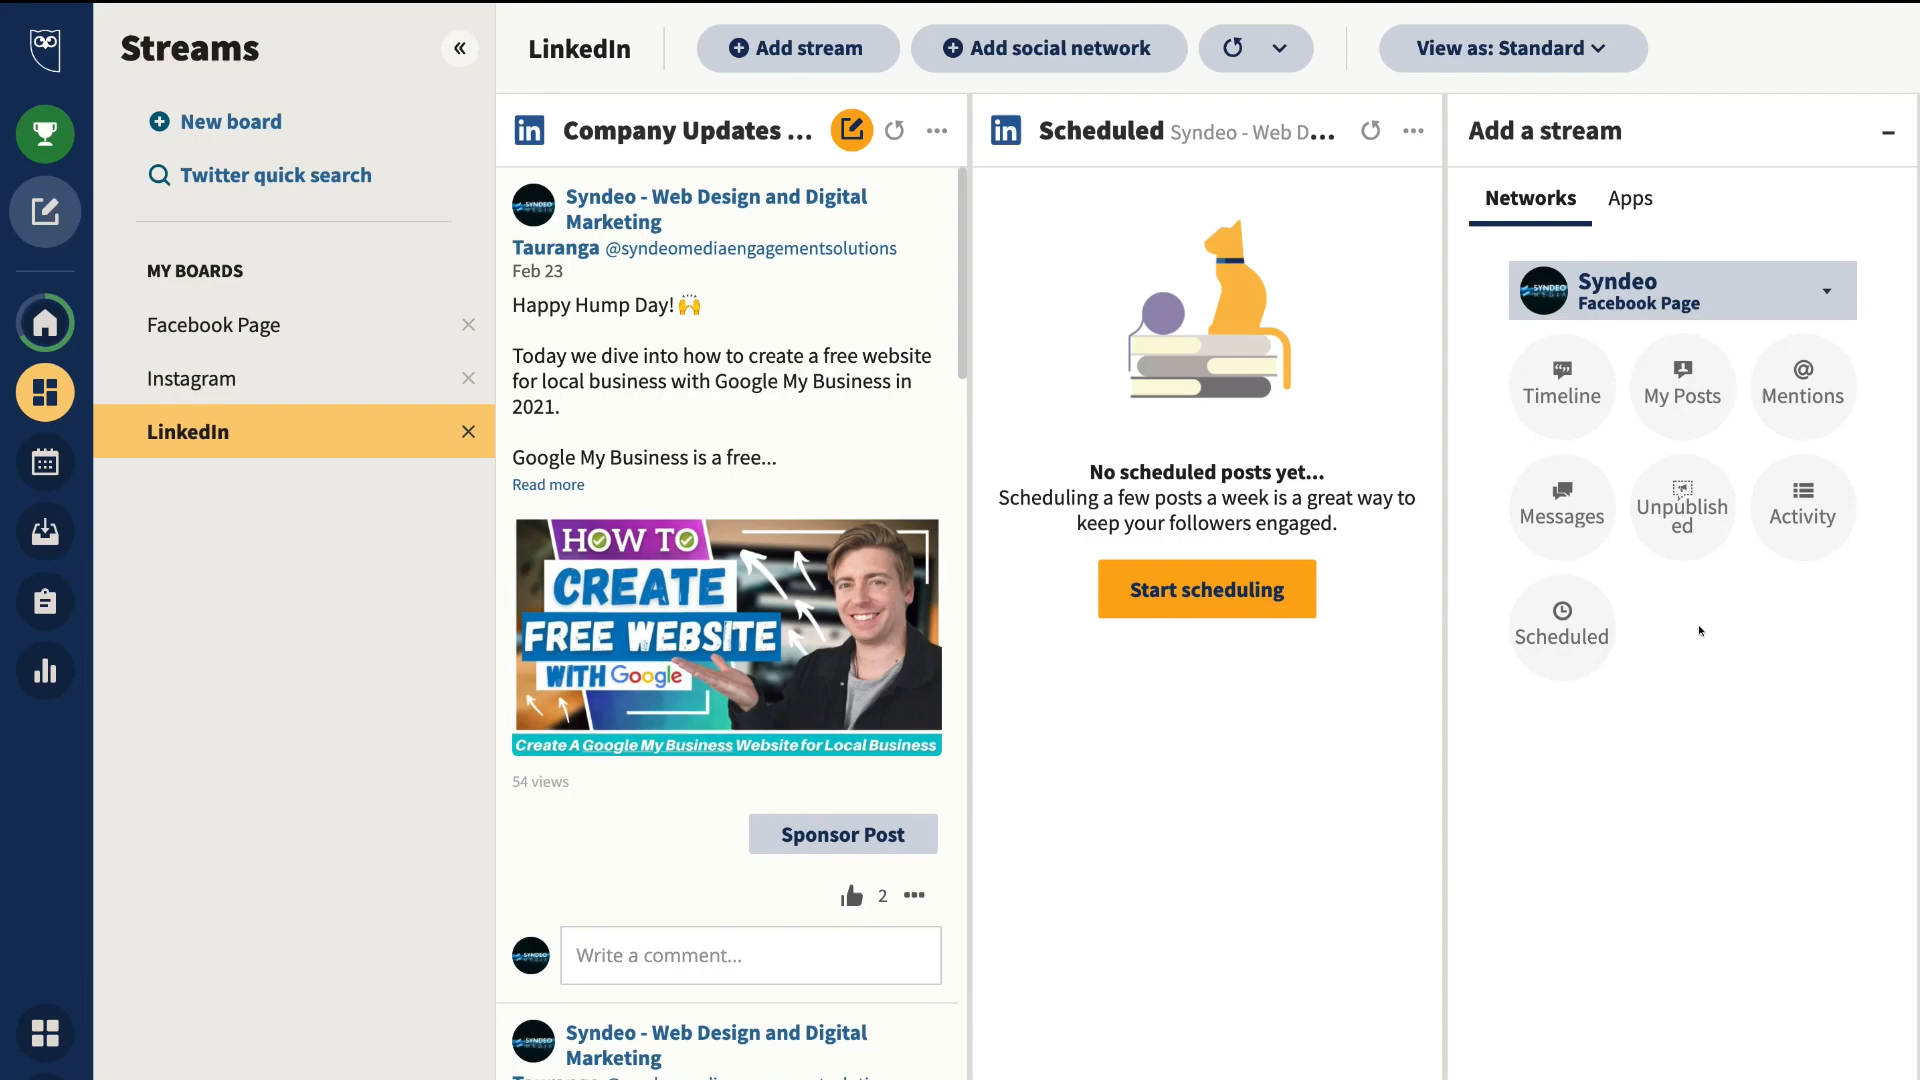 Streams
«
New board
Twitter quick search
MY BOARDS
Facebook Page
Instagram
LinkedIn
LinkedIn
Add stream
Add social network
View as: Standard
in
Company Updates ...
Syndeo - Web Design and Digital
Marketing
Tauranga @syndeomediaengagementsolutions
Feb 23
Happy Hump Day! 🙌
Today we dive into how to create a free website
for local business with Google My Business in
2021.
Google My Business is a free...
Read more
HOW TO
CREATE
FREE WEBSITE
WITH Google
Create A Google My Business Website for Local Business
54 views
Sponsor Post
2
Write a comment...
Syndeo - Web Design and Digital
Marketing
in
Scheduled Syndeo - Web D...
No scheduled posts yet...
Scheduling a few posts a week is a great way to
keep your followers engaged.
Start scheduling
Add a stream
Networks
Apps
SYNDEO
MEDIA
Syndeo
Facebook Page
Timeline
My Posts
Mentions
Messages
Unpublish
ed
Activity
Scheduled